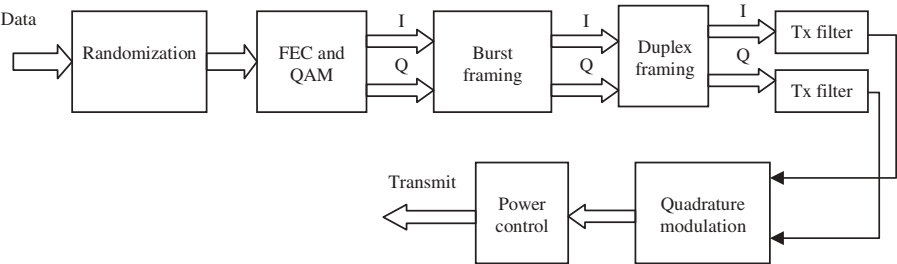 Data
Randomization
FEC and
QAM
I
Q
Burst
framing
I
Q
Duplex
framing
I
Q
Tx filter
Tx filter
Transmit
Power
control
Quadrature
modulation